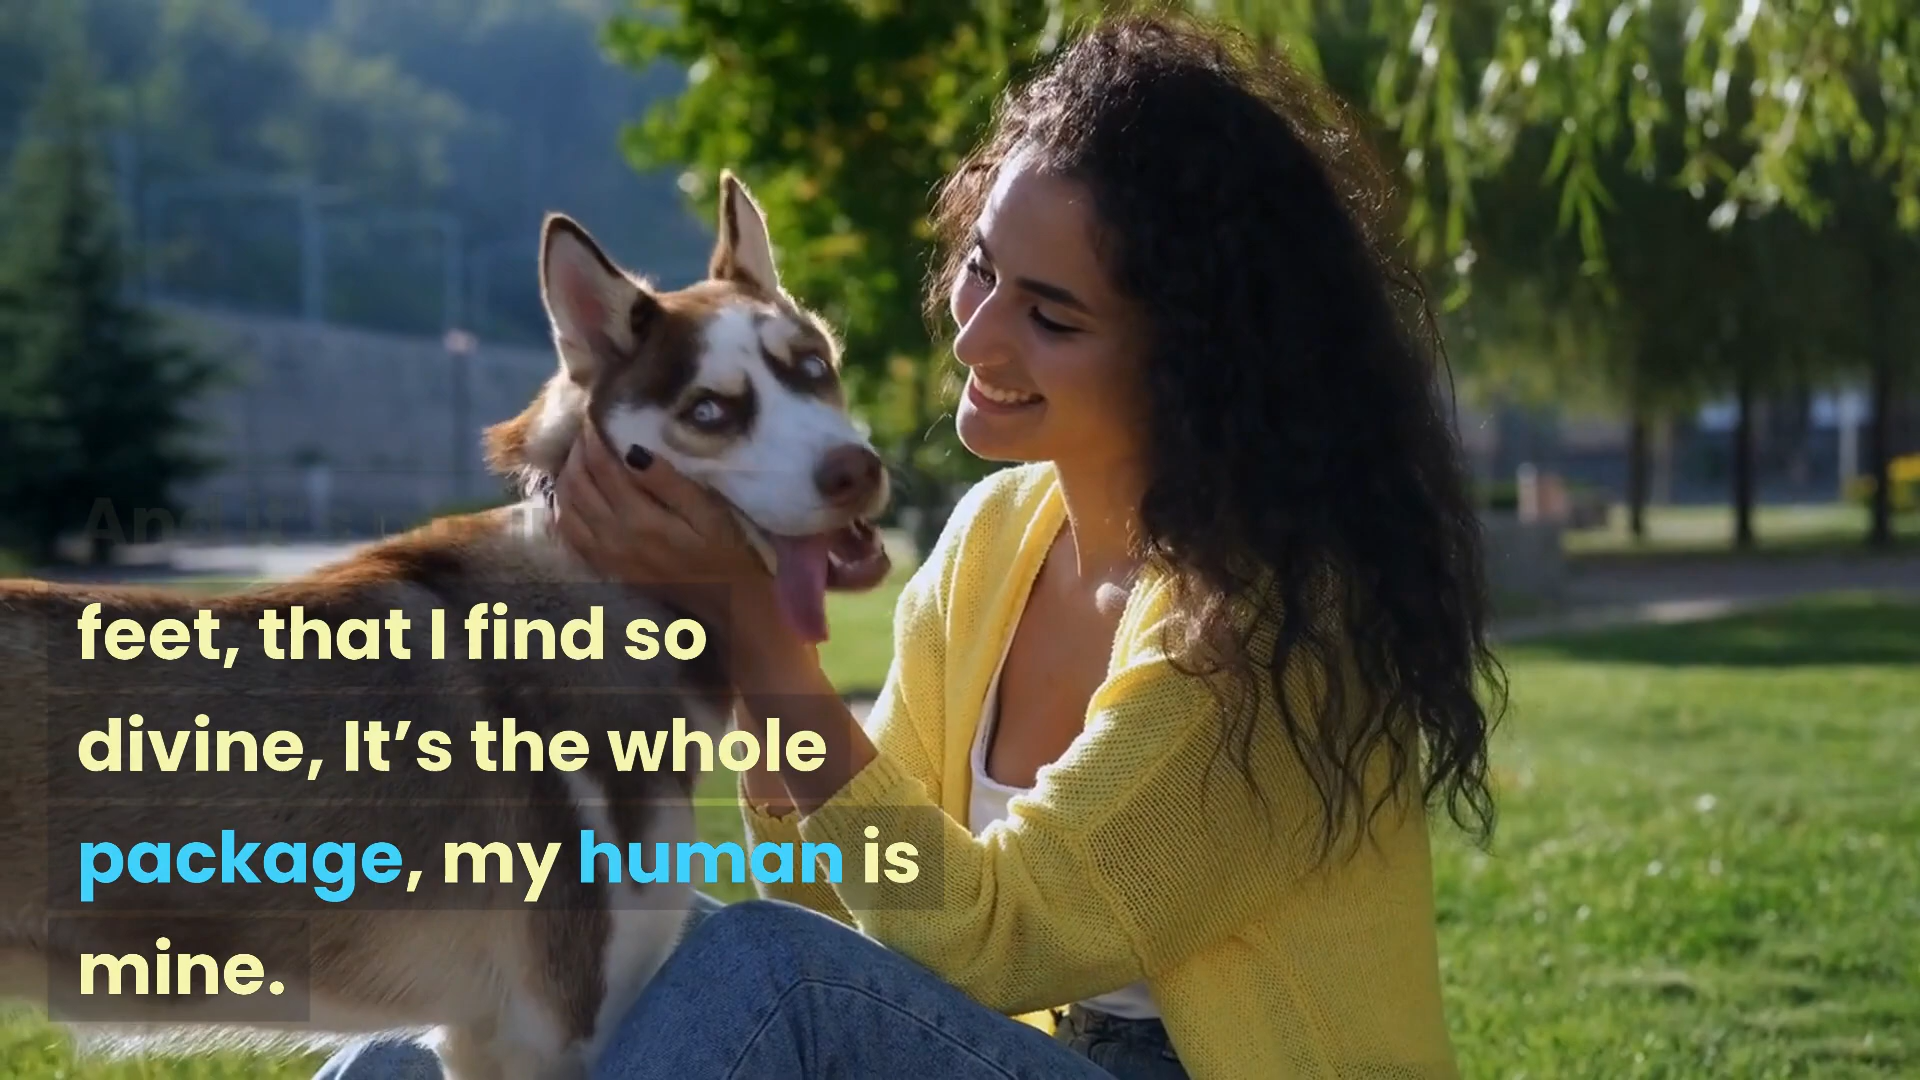 feet, that I find so
divine, It’s the whole
package, my human is
mine.